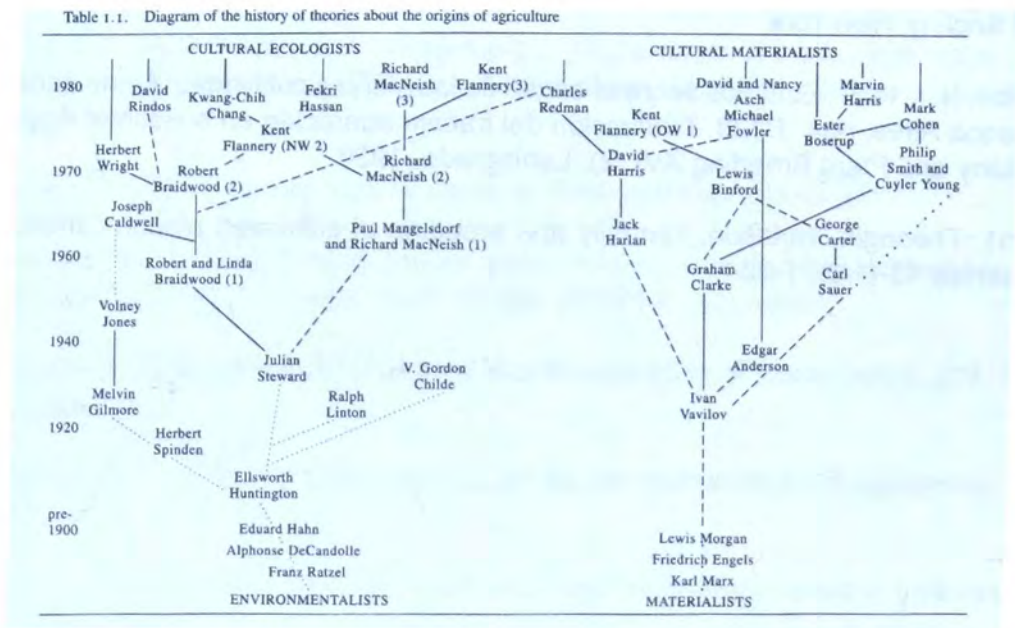 Table 1.1. Diagram of the history of theories about the origins of agriculture
CULTURAL ECOLOGISTS
CULTURAL MATERIALISTS
1980
David
Rindos
Kwang-Chih
Chang
Fekri
Hassan
Richard
MacNeish
(3)
Kent
Flannery(3)
Charles
Redman
David and Nancy
Asch
Marvin
Harris
Mark
Cohen
Kent
Flannery (NW 2)
Kent
Flannery (OW 1)
Michael
Fowler
Ester
Boserup
Herbert
Wright
1970
Robert
Braidwood (2)
Richard
MacNeish (2)
David
Harris
Lewis
Binford
Philip
Smith and
Cuyler Young
Joseph
Caldwell
Paul Mangelsdorf
and Richard MacNeish (1)
Jack
Harlan
George
Carter
1960
Robert and Linda
Braidwood (1)
Graham
Clarke
Carl
Sauer
Volney
Jones
1940
Julian
Steward
V. Gordon
Childe
Edgar
Anderson
Melvin
Gilmore
Ralph
Linton
Ivan
Vavilov
1920
Herbert
Spinden
Ellsworth
Huntington
pre-
1900
Eduard Hahn
Alphonse DeCandolle
Franz Ratzel
ENVIRONMENTALISTS
Lewis Morgan
Friedrich Engels
Karl Marx
MATERIALISTS